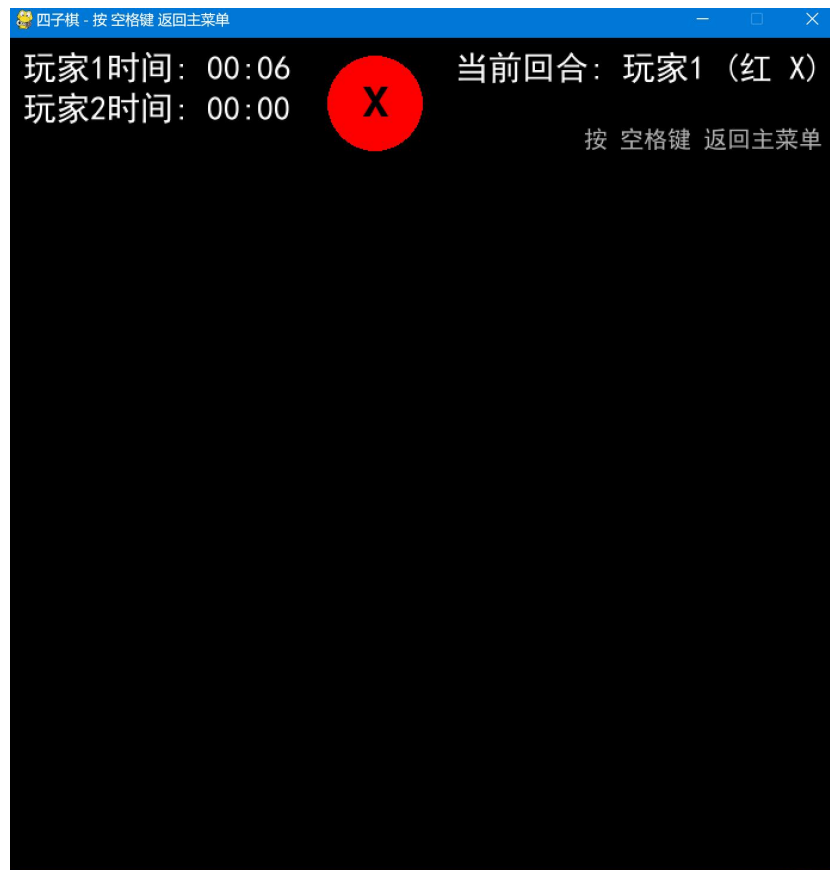 四子棋 - 按 空格键 返回主菜单
玩家1时间: 00:06
玩家2时间: 00:00
X
当前回合: 玩家1 (红 X)
按 空格键 返回主菜单